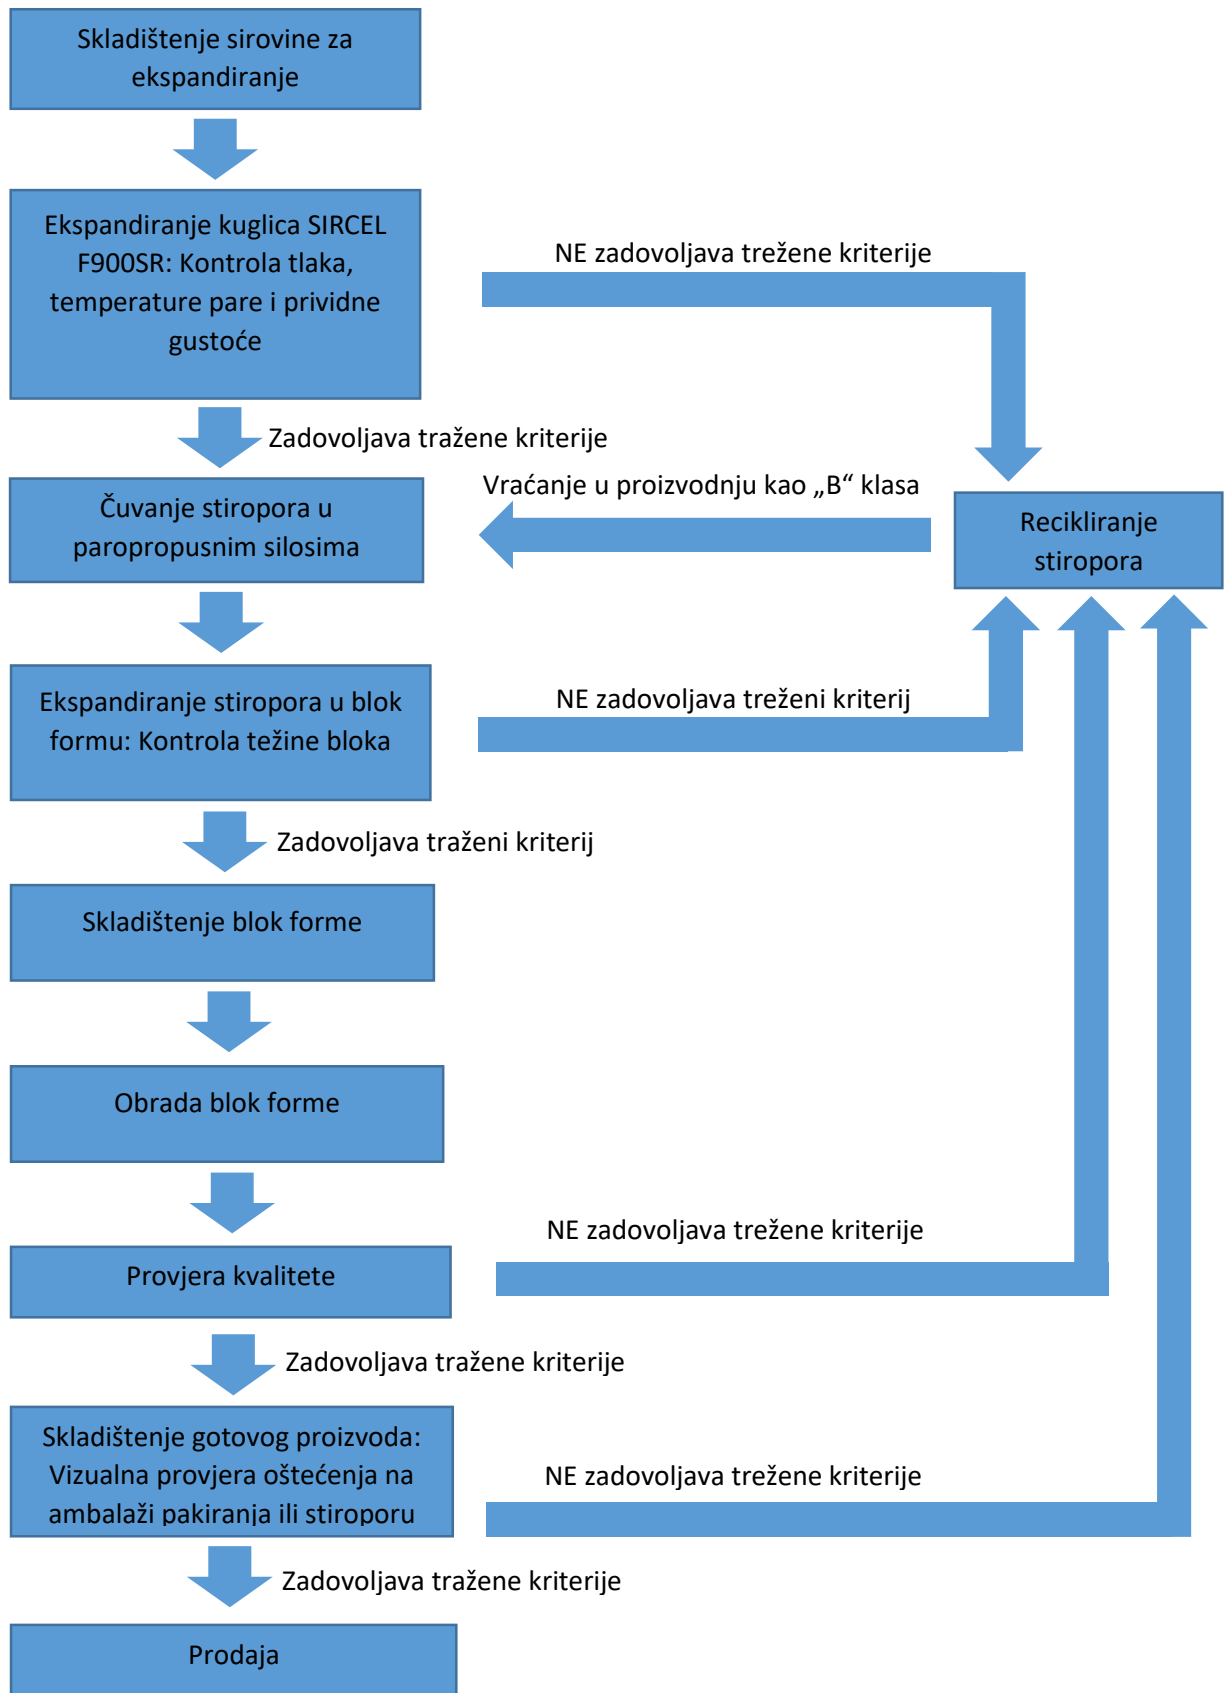 Skladištenje sirovine za
ekspandiranje
Ekspandiranje kuglica SIRCEL
F900SR: Kontrola tlaka,
temperature pare i prividne
gustoće
NE zadovoljava trežene kriterije
Zadovoljava tražene kriterije
Čuvanje stiropora u
paropropusnim silosima
Vraćanje u proizvodnju kao „B“ klasa
Recikliranje
stiropora
Ekspandiranje stiropora u blok
formu: Kontrola težine bloka
NE zadovoljava treženi kriterij
Zadovoljava traženi kriterij
Skladištenje blok forme
Obrada blok forme
NE zadovoljava trežene kriterije
Provjera kvalitete
Zadovoljava tražene kriterije
Skladištenje gotovog proizvoda:
Vizualna provjera oštećenja na
ambalaži pakiranja ili stiroporu
NE zadovoljava trežene kriterije
Zadovoljava tražene kriterije
Prodaja